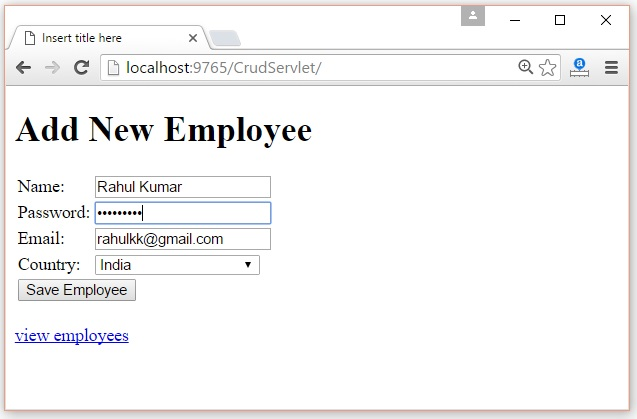 Insert title here
localhost:9765/CrudServlet/
Add New Employee
Name: Rahul Kumar
Password: •••••••••
Email: rahulkk@gmail.com
Country: India
Save Employee
view employees